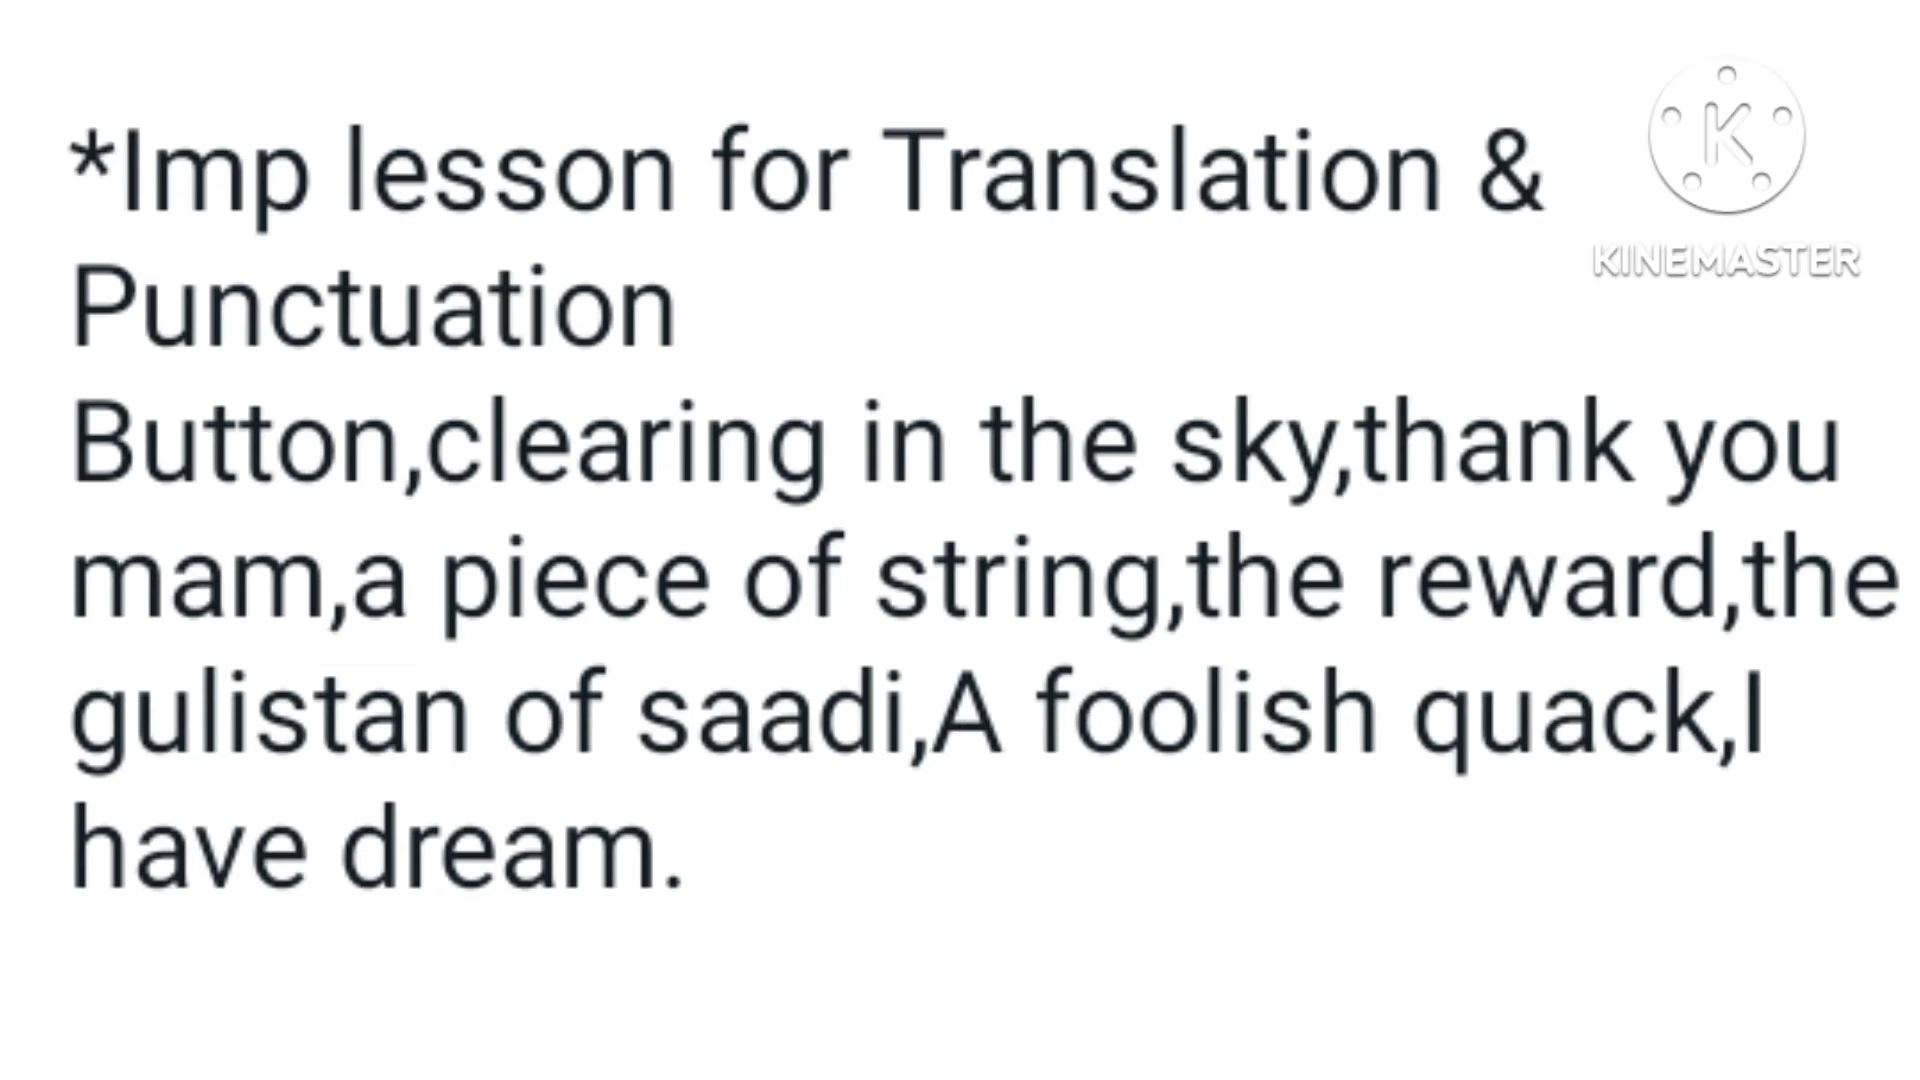 *Imp lesson for Translation &
Punctuation
Button,clearing in the sky,thank you
mam,a piece of string,the reward,the
gulistan of saadi,A foolish quack,I
have dream.
K
KINEMASTER